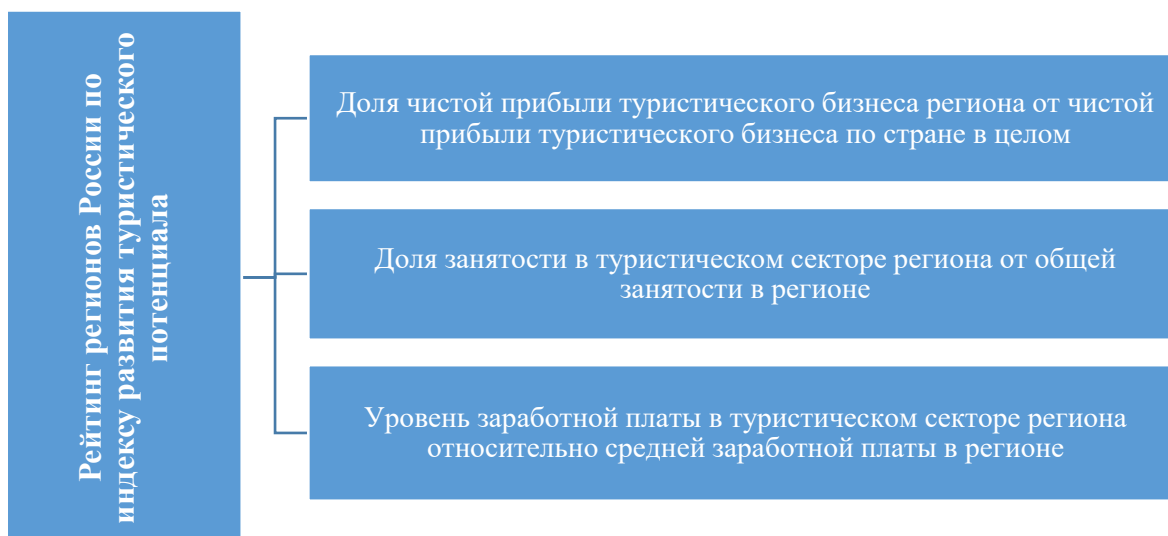 Рейтинг регионов России по
индексу развития туристического
потенциала
Доля чистой прибыли туристического бизнеса региона от чистой
прибыли туристического бизнеса по стране в целом
Доля занятости в туристическом секторе региона от общей
занятости в регионе
Уровень заработной платы в туристическом секторе региона
относительно средней заработной платы в регионе